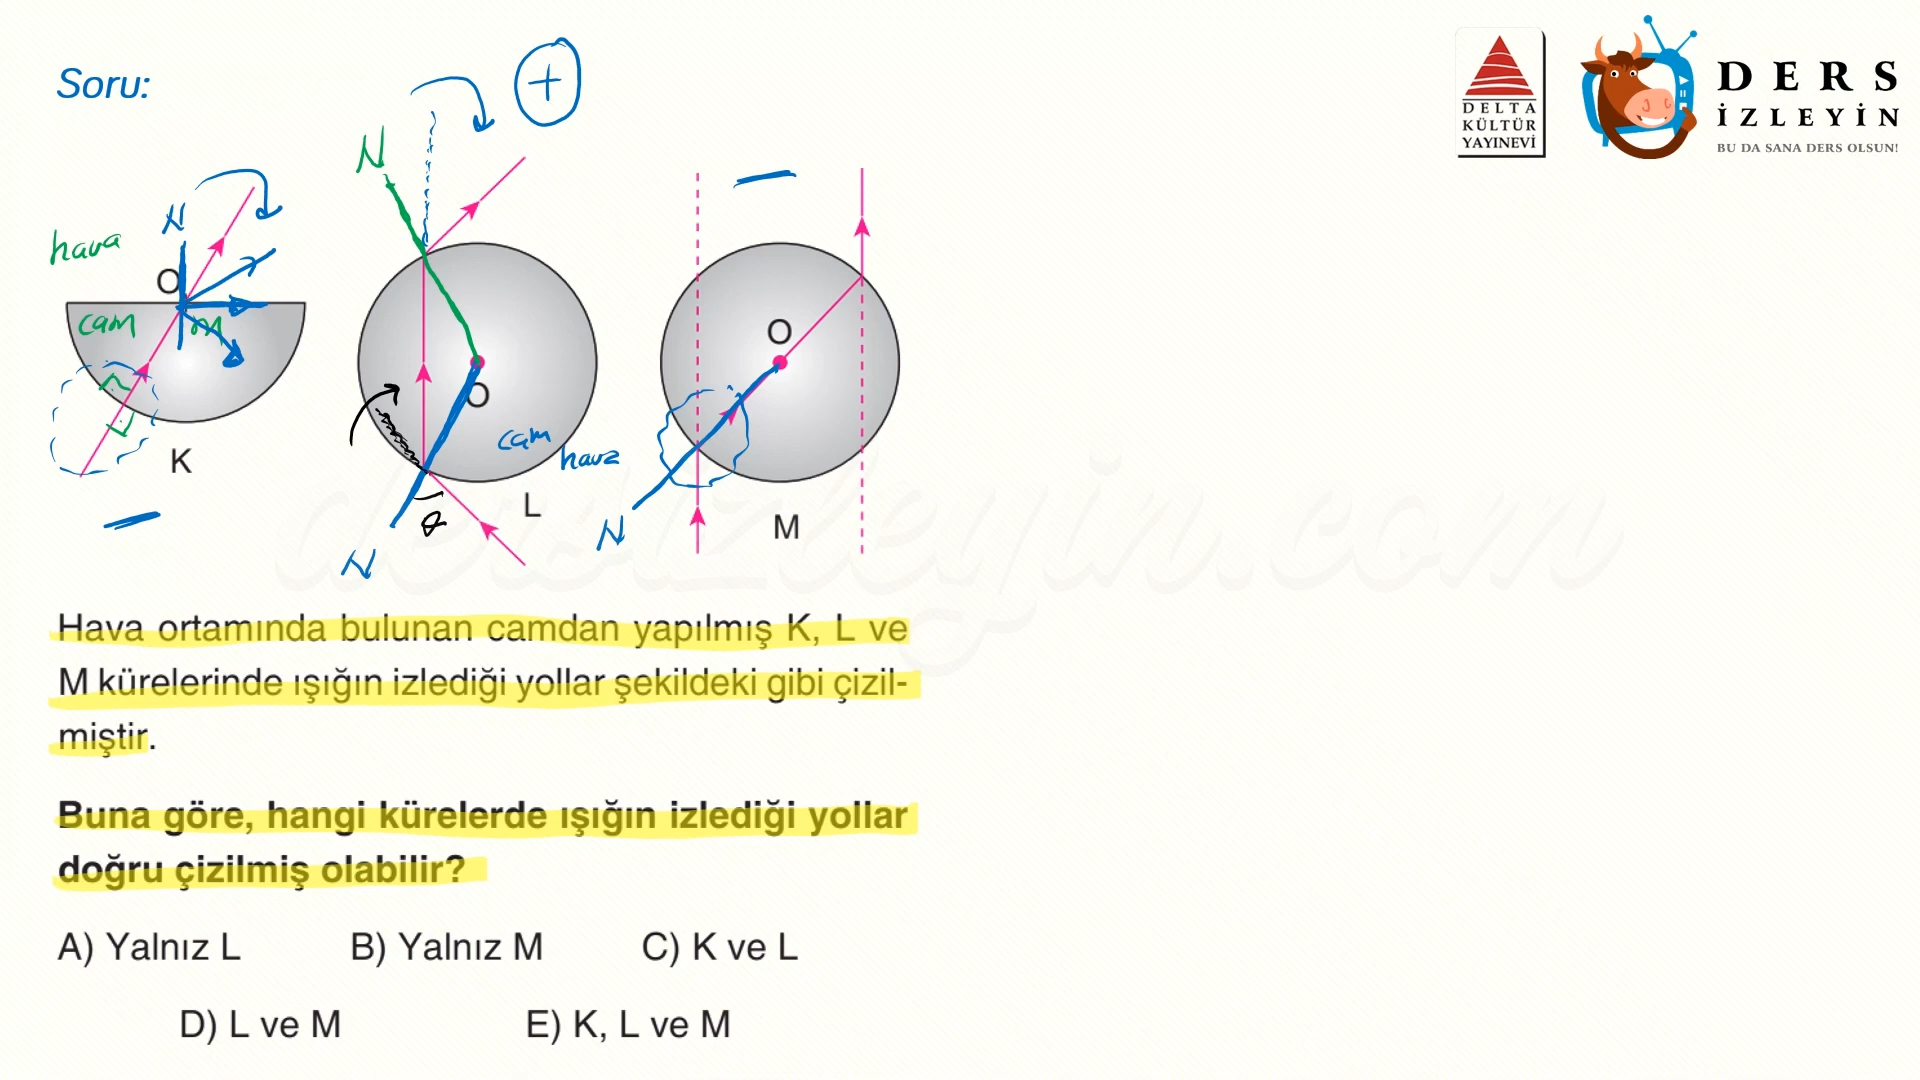 Soru:
+
N
DELTA
KÜLTÜR
YAYINEVİ
DERS
İZLEYİN
BU DA SANA DERS OLSUN!
N
hava
O
cam
O
O
cam
hava
K
L
M
N
N
dersizleyin.com
Hava ortamında bulunan camdan yapılmış K, L ve
M kürelerinde ışığın izlediği yollar şekildeki gibi çizil-
miştir.
Buna göre, hangi kürelerde ışığın izlediği yollar
doğru çizilmiş olabilir?
A) Yalnız L B) Yalnız M C) K ve L
D) L ve M E) K, L ve M